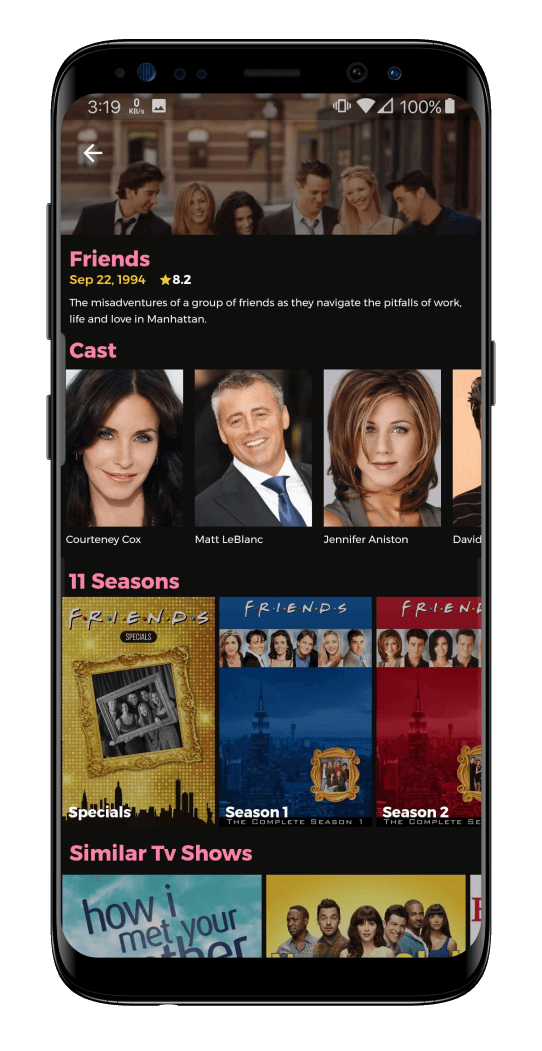 3:19 0 KB/s 100%
Friends
Sep 22, 1994 8.2
The misadventures of a group of friends as they navigate the pitfalls of work,
life and love in Manhattan.
Cast
Courteney Cox
Matt LeBlanc
Jennifer Aniston
David
11 Seasons
F·R·I·E·N·D·S
SPECIALS
Specials
F·R·I·E·N·D·S
Season 1
THE COMPLETE SEASON 1
F·R·I·E·N·D
Season 2
THE COMPLETE SE
Similar Tv Shows
how i
met your